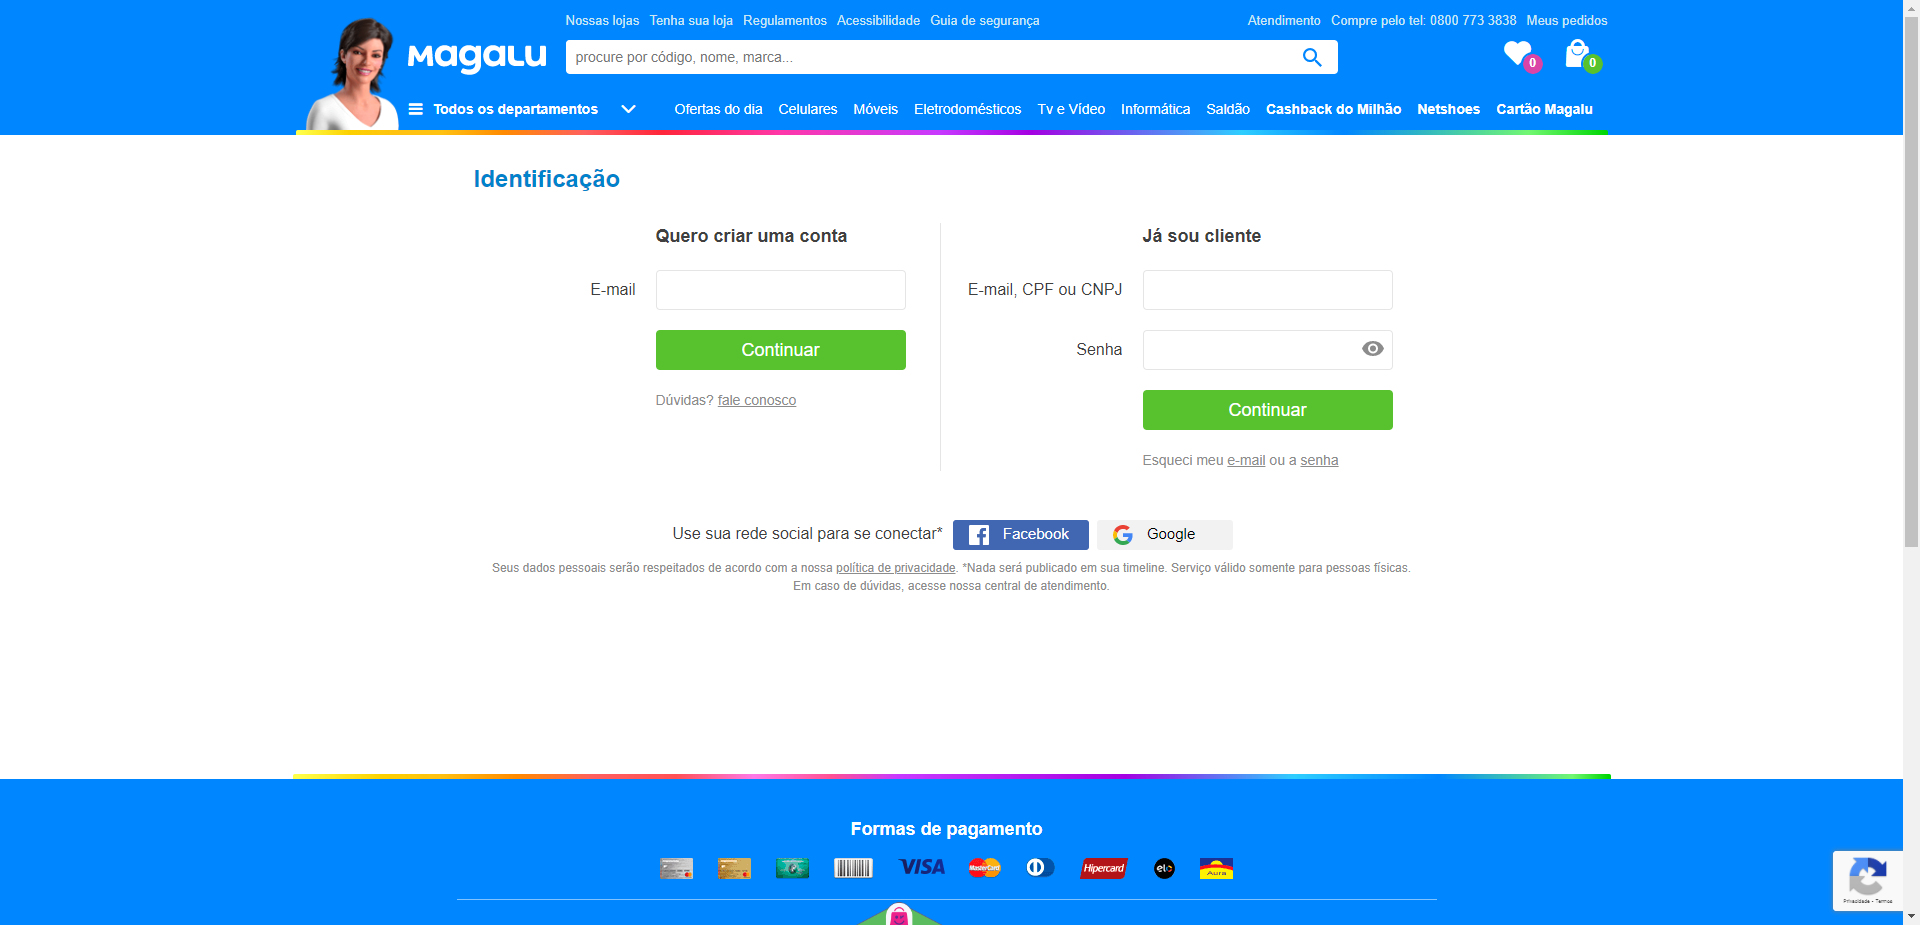 Nossas lojas Tenha sua loja Regulamentos Acessibilidade Guia de segurança Atendimento Compre pelo tel: 0800 773 3838 Meus pedidos
magalu
procure por código, nome, marca...
0 0
Todos os departamentos Ofertas do dia Celulares Móveis Eletrodomésticos Tv e Vídeo Informática Saldão Cashback do Milhão Netshoes Cartão Magalu
Identificação
Quero criar uma conta
E-mail
Continuar
Dúvidas? fale conosco
Já sou cliente
E-mail, CPF ou CNPJ
Senha
Continuar
Esqueci meu e-mail ou a senha
Use sua rede social para se conectar* Facebook Google
Seus dados pessoais serão respeitados de acordo com a nossa política de privacidade. *Nada será publicado em sua timeline. Serviço válido somente para pessoas físicas.
Em caso de dúvidas, acesse nossa central de atendimento.
Formas de pagamento
VISA MasterCard Hipercard elo Aura
Privacidade - Termos